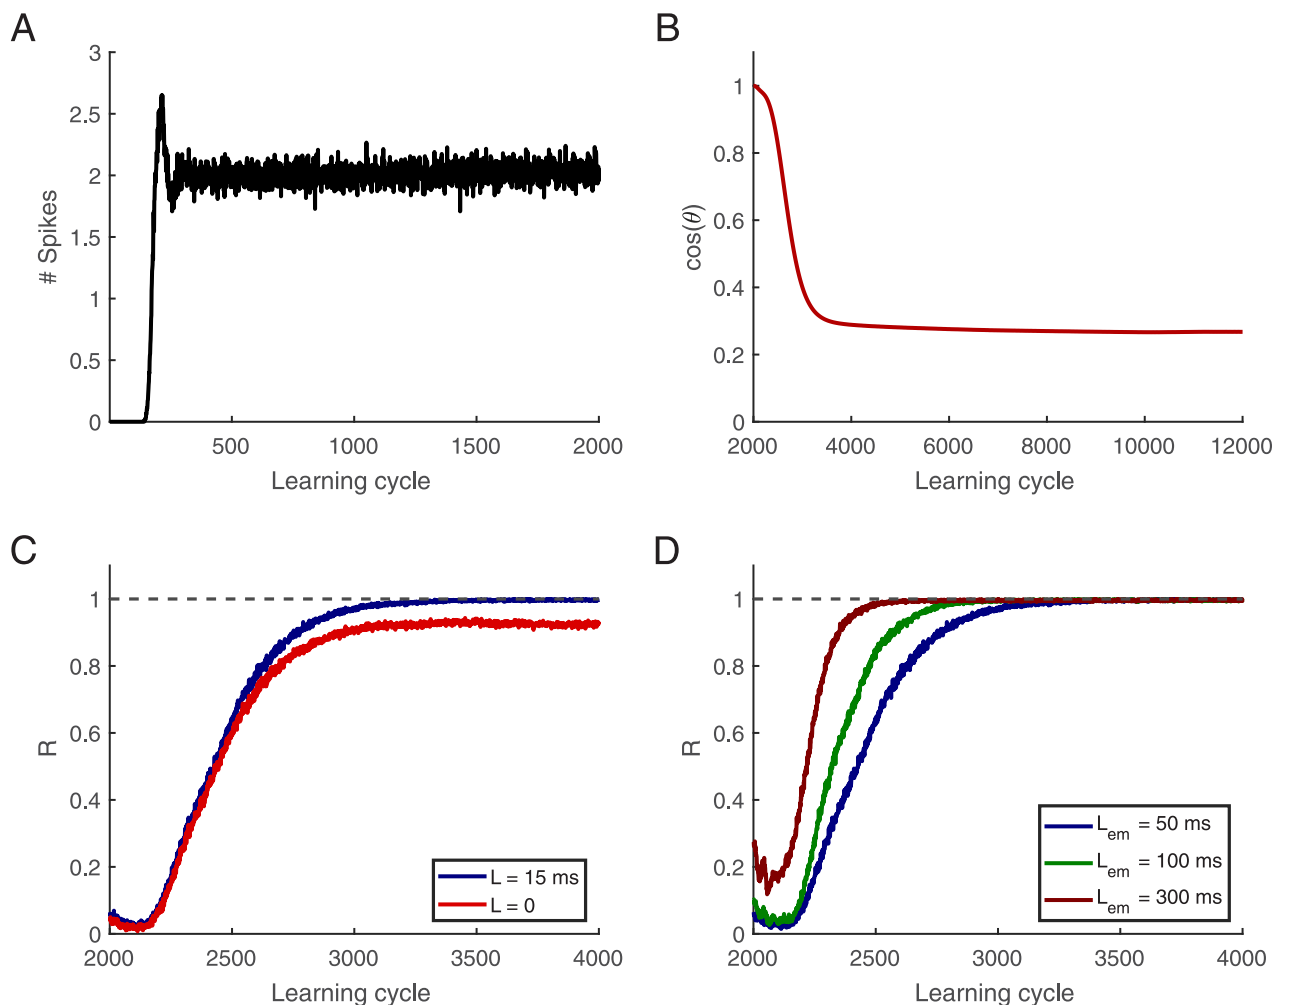 A
3
2.5
2
1.5
1
0.5
0
# Spikes
500 1000 1500 2000
Learning cycle
B
1
0.8
0.6
0.4
0.2
0
cos(θ)
2000 4000 6000 8000 10000 12000
Learning cycle
C
1
0.8
0.6
0.4
0.2
0
R
L = 15 ms
L = 0
2000 2500 3000 3500 4000
Learning cycle
D
1
0.8
0.6
0.4
0.2
0
R
L_em = 50 ms
L_em = 100 ms
L_em = 300 ms
2000 2500 3000 3500 4000
Learning cycle